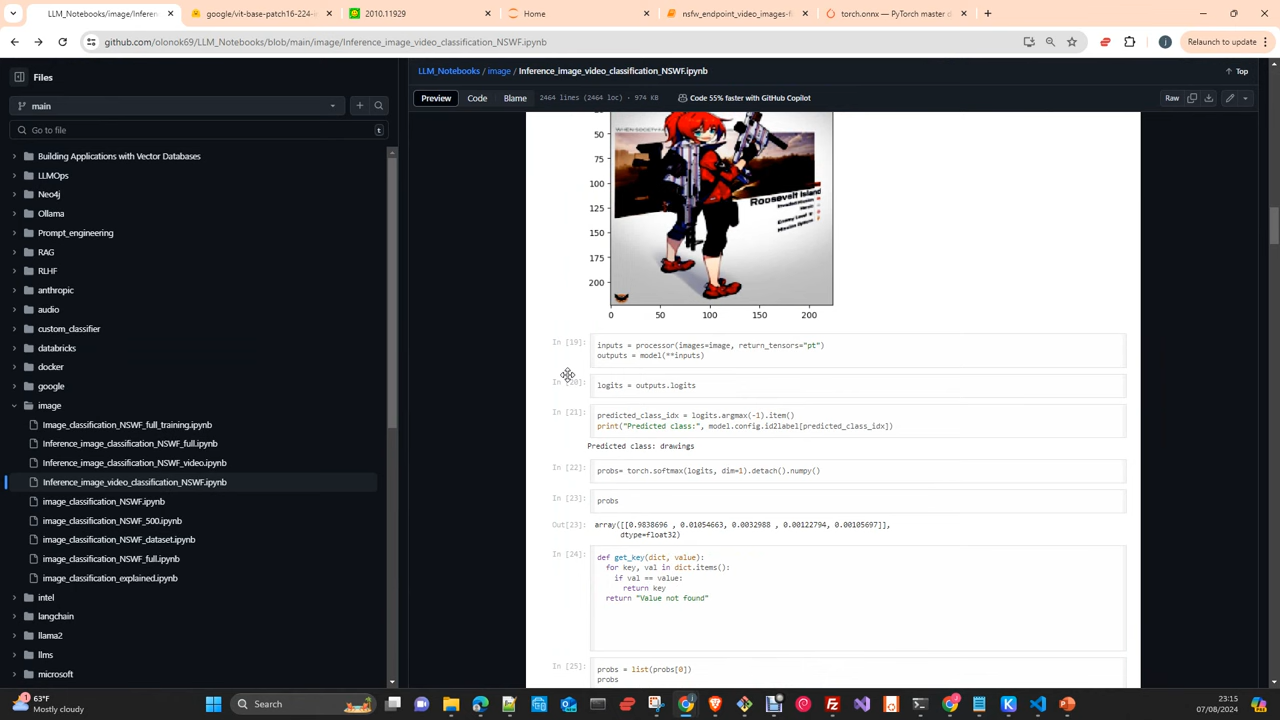 LLM_Notebooks/image/Inferen
google/vit-base-patch16-224-i
2010.11929
Home
nsfw_endpoint_video_images-f
torch.onnx — PyTorch master d
github.com/olonok69/LLM_Notebooks/blob/main/image/Inference_image_video_classification_NSWF.ipynb
Relaunch to update
Files
LLM_Notebooks / image / Inference_image_video_classification_NSWF.ipynb
Top
main
Preview
Code
Blame
2464 lines (2464 loc) · 974 KB
Code 55% faster with GitHub Copilot
Raw
Go to file
t
Building Applications with Vector Databases
LLMOps
Neo4j
Ollama
Prompt_engineering
RAG
RLHF
anthropic
audio
custom_classifier
databricks
docker
google
image
Image_classification_NSWF_full_training.ipynb
Inference_image_classification_NSWF_full.ipynb
Inference_image_classification_NSWF_video.ipynb
Inference_image_video_classification_NSWF.ipynb
image_classification_NSWF.ipynb
image_classification_NSWF_500.ipynb
image_classification_NSWF_dataset.ipynb
image_classification_NSWF_full.ipynb
image_classification_explained.ipynb
intel
langchain
llama2
llms
microsoft
50
75
100
125
150
175
200
0
50
100
150
200
WHEN SOCIETY
Roosevelt Island
In [19]:
inputs = processor(images=image, return_tensors="pt")
outputs = model(**inputs)
In [20]:
logits = outputs.logits
In [21]:
predicted_class_idx = logits.argmax(-1).item()
print("Predicted class:", model.config.id2label[predicted_class_idx])
Predicted class: drawings
In [22]:
probs= torch.softmax(logits, dim=1).detach().numpy()
In [23]:
probs
Out[23]:
array([[0.9838696 , 0.01054663, 0.0032988 , 0.00122794, 0.00105697]],
dtype=float32)
In [24]:
def get_key(dict, value):
for key, val in dict.items():
if val == value:
return key
return "Value not found"
In [25]:
probs = list(probs[0])
probs
63°F
Mostly cloudy
Search
23:15
07/08/2024